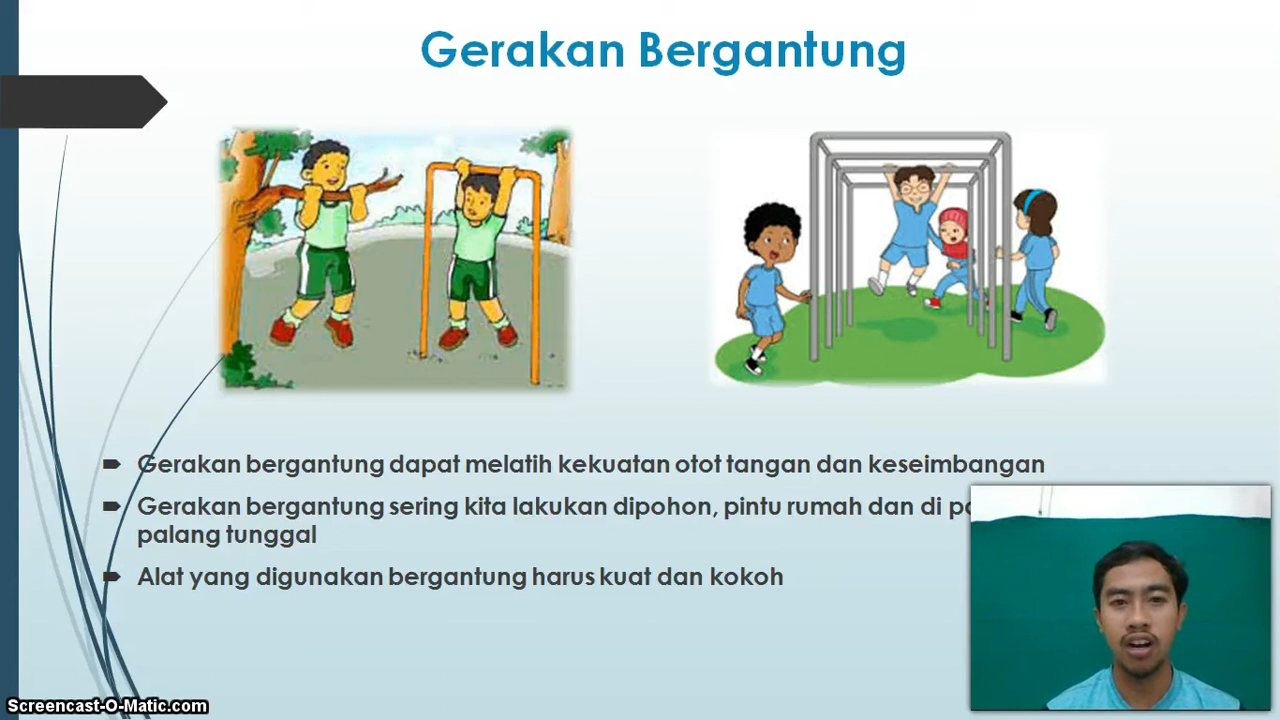 Gerakan Bergantung
Gerakan bergantung dapat melatih kekuatan otot tangan dan keseimbangan
Gerakan bergantung sering kita lakukan dipohon, pintu rumah dan di
palang tunggal
Alat yang digunakan bergantung harus kuat dan kokoh
Screencast-O-Matic.com